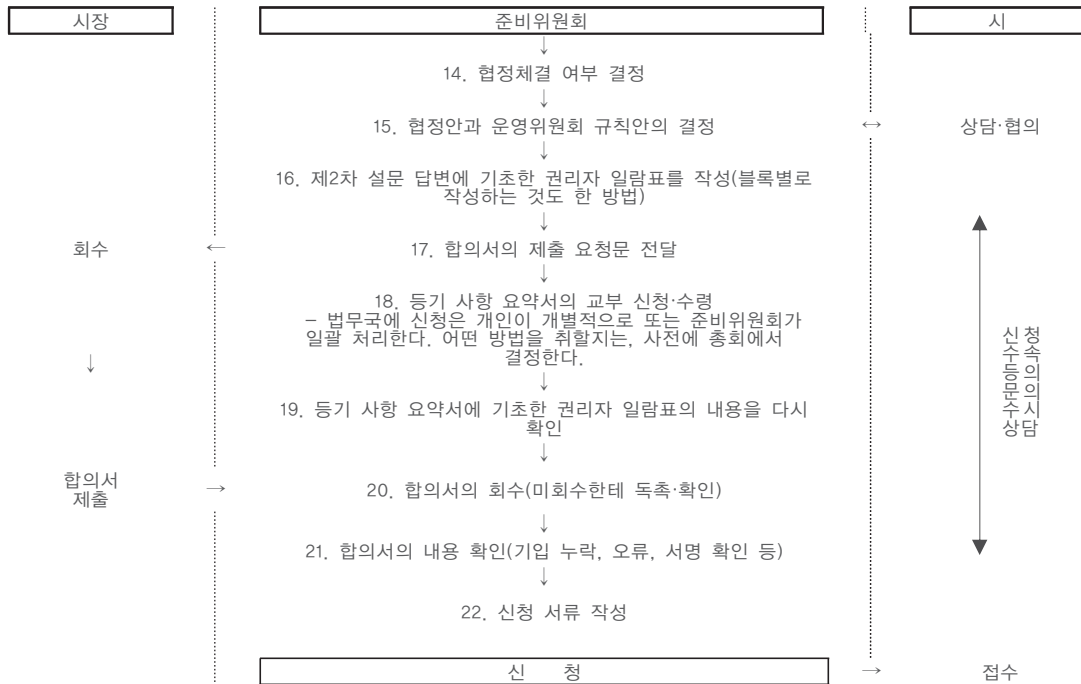 시장 준비위원회 시
↓
14. 협정체결 여부 결정
↓
15. 협정안과 운영위원회 규칙안의 결정 ↔ 상담·협의
↓
16. 제2차 설문 답변에 기초한 권리자 일람표를 작성(블록별로
작성하는 것도 한 방법)
↓
회수 ← 17. 합의서의 제출 요청문 전달
↓
18. 등기 사항 요약서의 교부 신청·수령
- 법무국에 신청은 개인이 개별적으로 또는 준비위원회가
일괄 처리한다. 어떤 방법을 취할지는, 사전에 총회에서
↓ 결정한다.
↓
19. 등기 사항 요약서에 기초한 권리자 일람표의 내용을 다시
확인
↓
합의서
제출 → 20. 합의서의 회수(미회수한테 독촉·확인)
↓
21. 합의서의 내용 확인(기입 누락, 오류, 서명 확인 등)
↓
22. 신청 서류 작성
신청
수속
등의
문의
수시
상담
신 청 → 접수